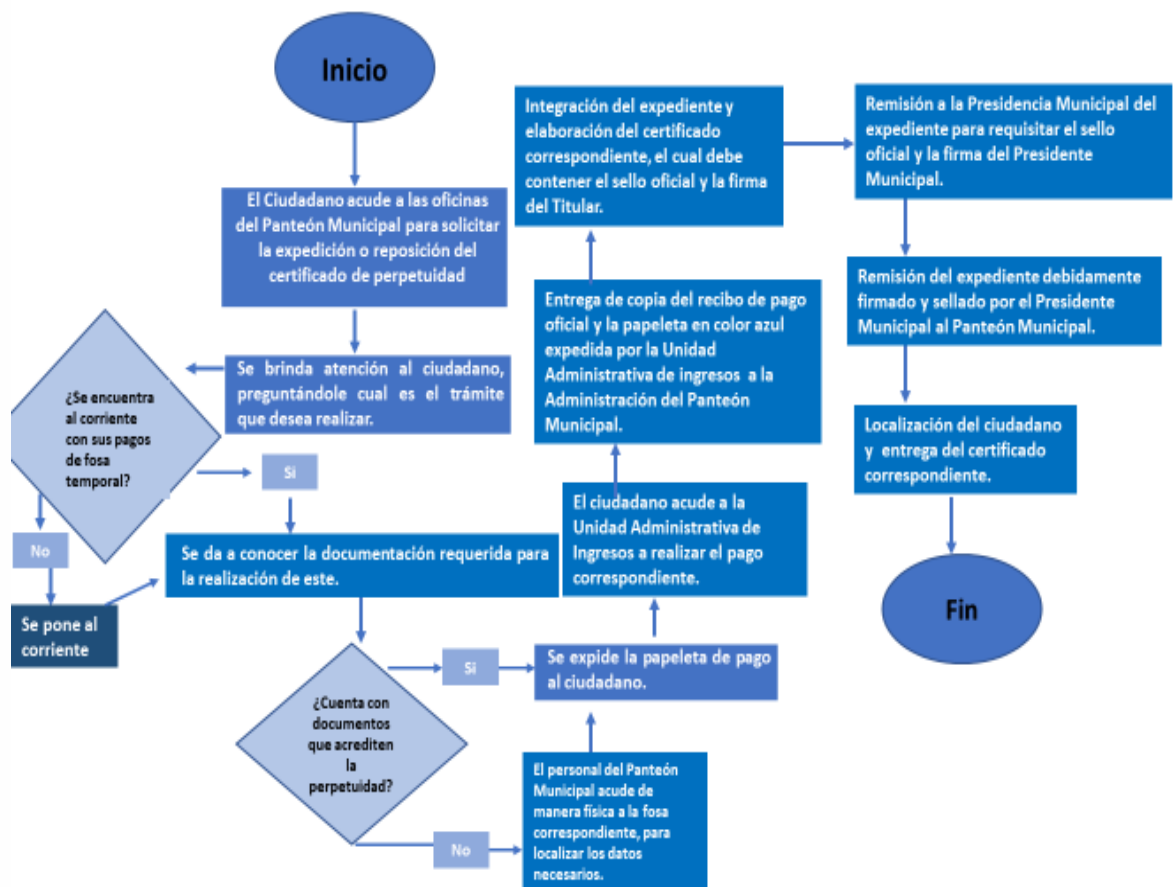 Inicio
El Ciudadano acude a las oficinas
del Panteón Municipal para solicitar
la expedición o reposición del
certificado de perpetuidad
Se brinda atención al ciudadano,
preguntándole cual es el trámite
que desea realizar.
¿Se encuentra
al corriente
con sus pagos
de fosa
temporal?
Si
No
Se pone al
corriente
Se da a conocer la documentación requerida para
la realización de este.
¿Cuenta con
documentos
que acrediten
la
perpetuidad?
Si
No
El personal del Panteón
Municipal acude de
manera física a la fosa
correspondiente, para
localizar los datos
necesarios.
Se expide la papeleta de pago
al ciudadano.
El ciudadano acude a la
Unidad Administrativa de
Ingresos a realizar el pago
correspondiente.
Entrega de copia del recibo de pago
oficial y la papeleta en color azul
expedida por la Unidad
Administrativa de ingresos a la
Administración del Panteón
Municipal.
Integración del expediente y
elaboración del certificado
correspondiente, el cual debe
contener el sello oficial y la firma
del Titular.
Remisión a la Presidencia Municipal del
expediente para requisitar el sello
oficial y la firma del Presidente
Municipal.
Remisión del expediente debidamente
firmado y sellado por el Presidente
Municipal al Panteón Municipal.
Localización del ciudadano
y entrega del certificado
correspondiente.
Fin